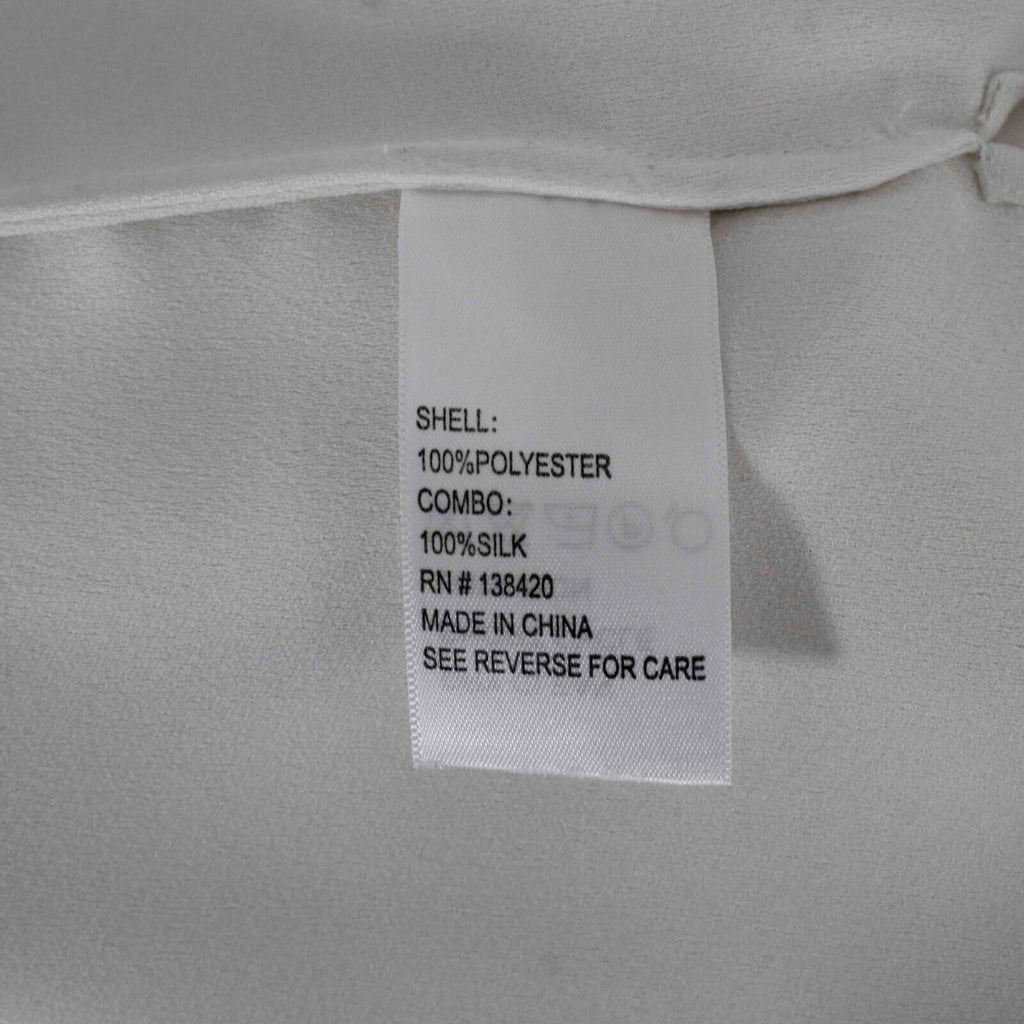 SHELL:
100%POLYESTER
COMBO:
100%SILK
RN # 138420
MADE IN CHINA
SEE REVERSE FOR CARE